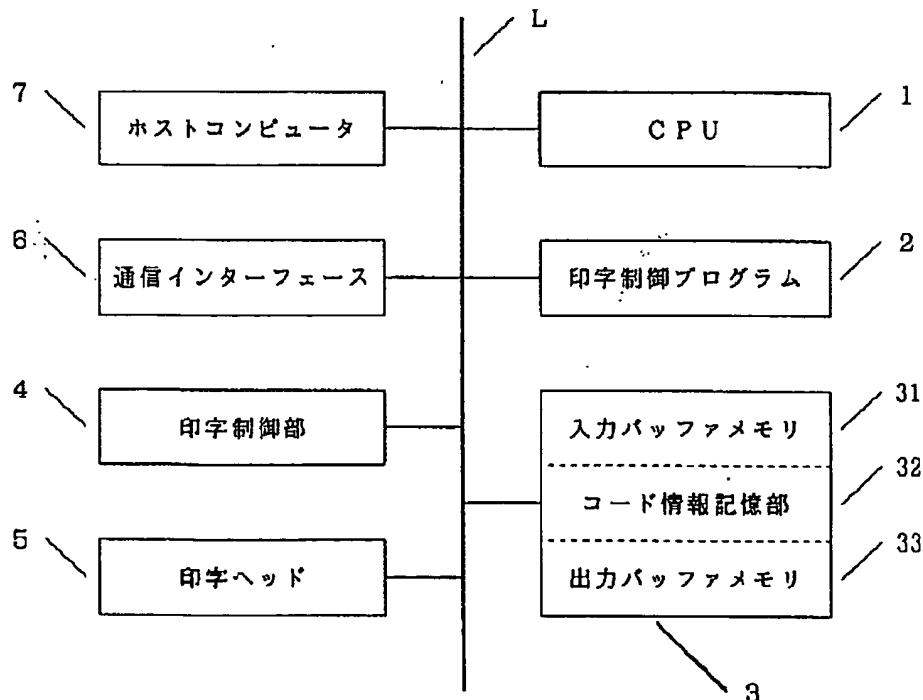 L
7
ホストコンピュータ
CPU
1
6
通信インターフェース
印字制御プログラム
2
4
印字制御部
入力バッファメモリ
31
コード情報記憶部
32
5
印字ヘッド
出力バッファメモリ
33
3